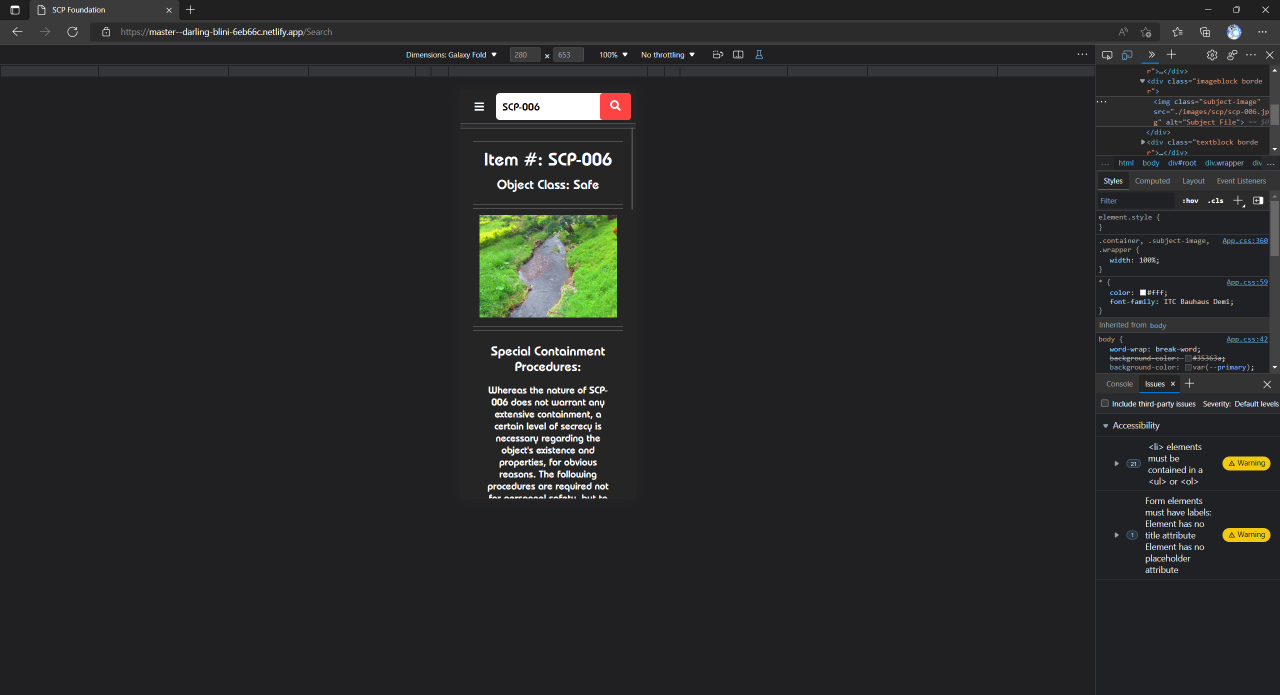 SCP Foundation
https://master--darling-blini-6eb66c.netlify.app/Search
Dimensions: Galaxy Fold 280 × 653 100% No throttling
SCP-006
Item #: SCP-006
Object Class: Safe
Special Containment
Procedures:
Whereas the nature of SCP-
006 does not warrant any
extensive containment, a
certain level of secrecy is
necessary regarding the
object's existence and
properties, for obvious
reasons. The following
procedures are required not
for personnel safety, but to
r">…</div>
<div class="imageblock borde
r">
<img class="subject-image"
src="./images/scp/scp-006.jp
g" alt="Subject File"> == $0
</div>
<div class="textblock borde
r">…</div>
html body div#root div.wrapper div
Styles Computed Layout Event Listeners
Filter :hov .cls
element.style {
}
.container, .subject-image, App.css:360
.wrapper {
width: 100%;
}
* { App.css:59
color: #fff;
font-family: ITC Bauhaus Demi;
}
Inherited from body
body { App.css:42
word-wrap: break-word;
background-color: #35363a;
background-color: var(--primary);
Console Issues
Include third-party issues Severity: Default levels
Accessibility
21 <li> elements must be contained in a <ul> or <ol> Warning
1 Form elements must have labels: Element has no title attribute Element has no placeholder attribute Warning